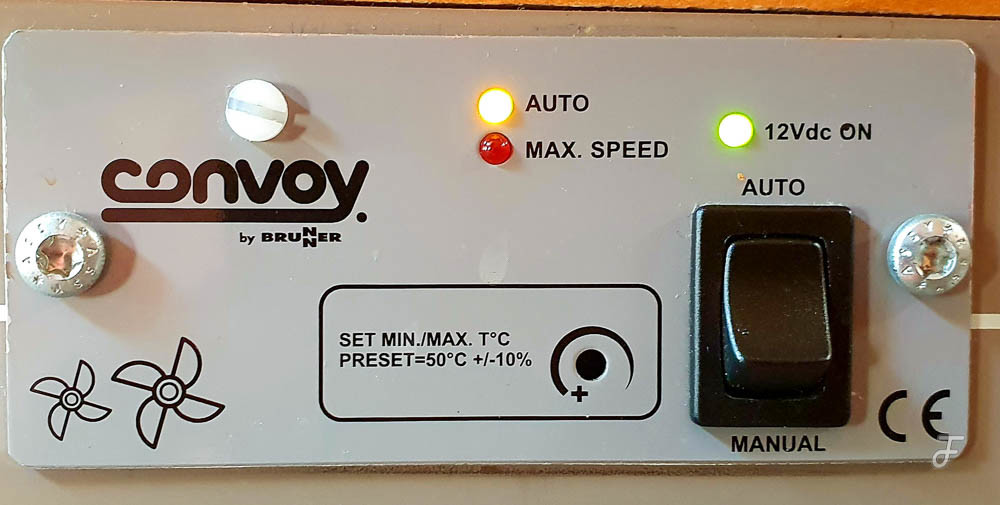 AUTO
MAX. SPEED
12Vdc ON
convoy.
by BRUNNER
AUTO
SET MIN./MAX. T°C
PRESET=50°C +/-10%
+
MANUAL
CE